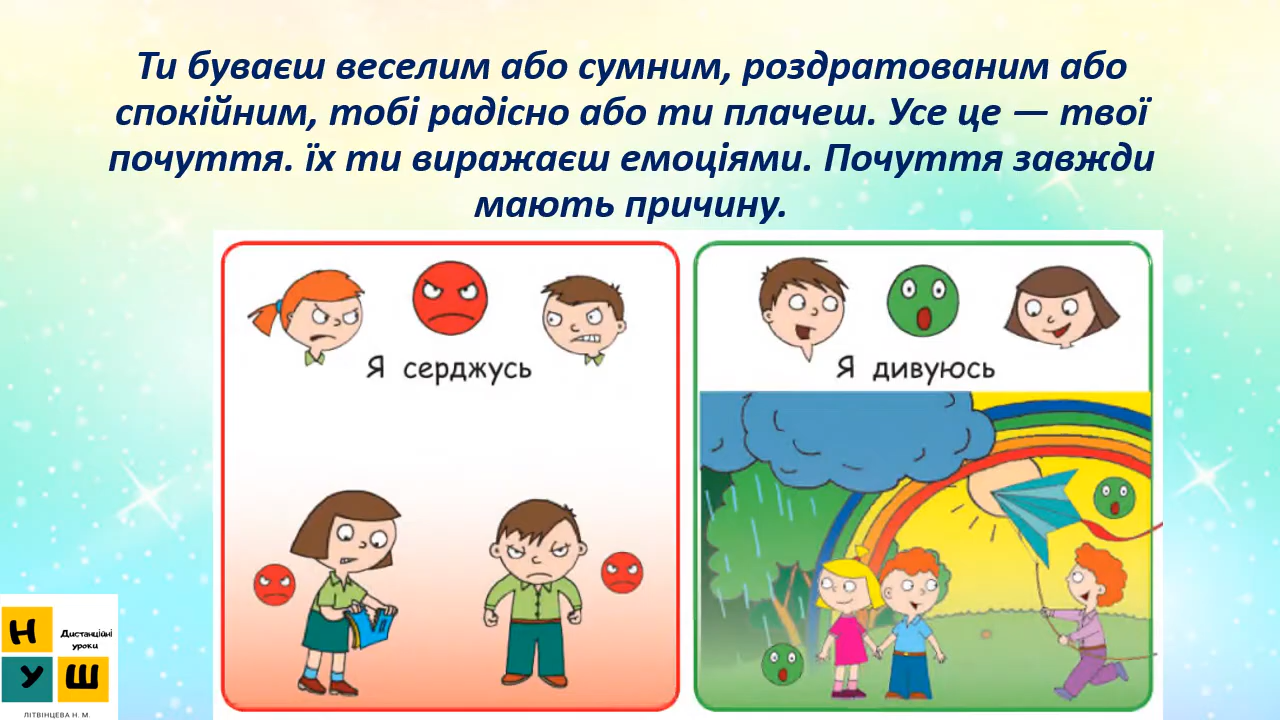 Ти буваєш веселим або сумним, роздратованим або
спокійним, тобі радісно або ти плачеш. Усе це — твої
почуття. їх ти виражаєш емоціями. Почуття завжди
мають причину.
Я серджусь
Я дивуюсь
Н
Дистанційні
уроки
У Ш
ЛІТВІНЦЕВА Н. М.